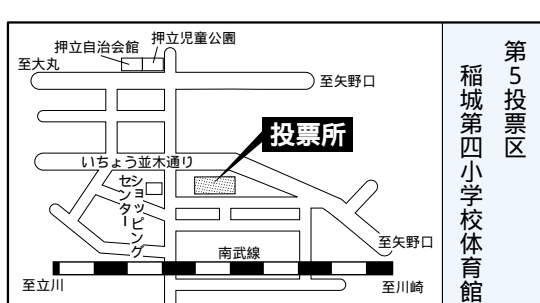 第5投票区
稲城第四小学校体育館
押立自治会館
押立児童公園
至大丸
至矢野口
投票所
いちょう並木通り
ショッピング
センター
至矢野口
南武線
至立川
至川崎